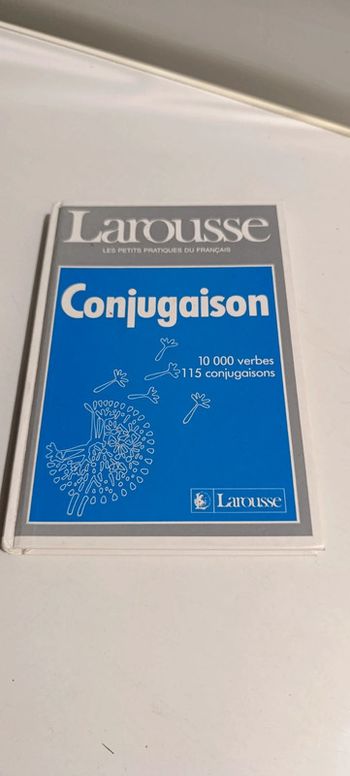 Larousse
LES PETITS PRATIQUES DU FRANÇAIS
Conjugaison
10 000 verbes
115 conjugaisons
Larousse